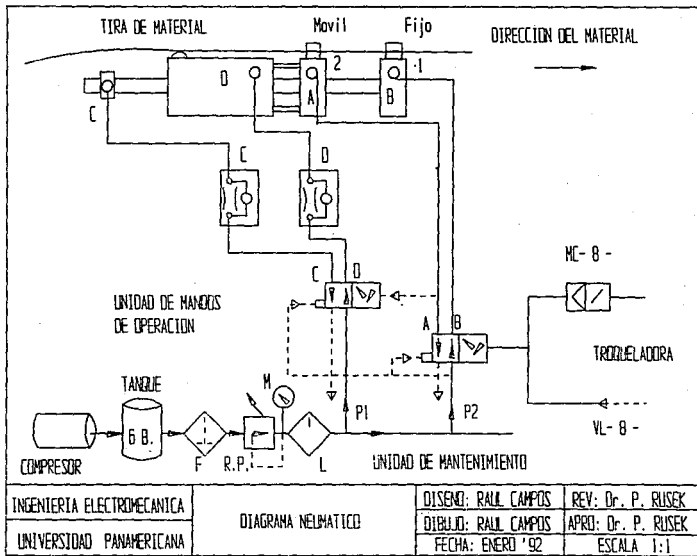 TIRA DE MATERIAL
Movil
Fijo
DIRECCION DEL MATERIAL
2
1
D
A
B
C
C
D
C
D
MC- 8 -
UNIDAD DE MANDOS
DE OPERACION
A
B
TROQUELADORA
TANQUE
M
6 B.
P1
P2
VL- 8 -
COMPRESOR
F
R.P.
L
UNIDAD DE MANTENIMIENTO
INGENIERIA ELECTROMECANICA
UNIVERSIDAD PANAMERICANA
DIAGRAMA NEUMATICO
DISENO: RAUL CAMPOS
REV: Dr. P. RUSEK
DIBUJO: RAUL CAMPOS
APRO: Dr. P. RUSEK
FECHA: ENERO '92
ESCALA 1:1